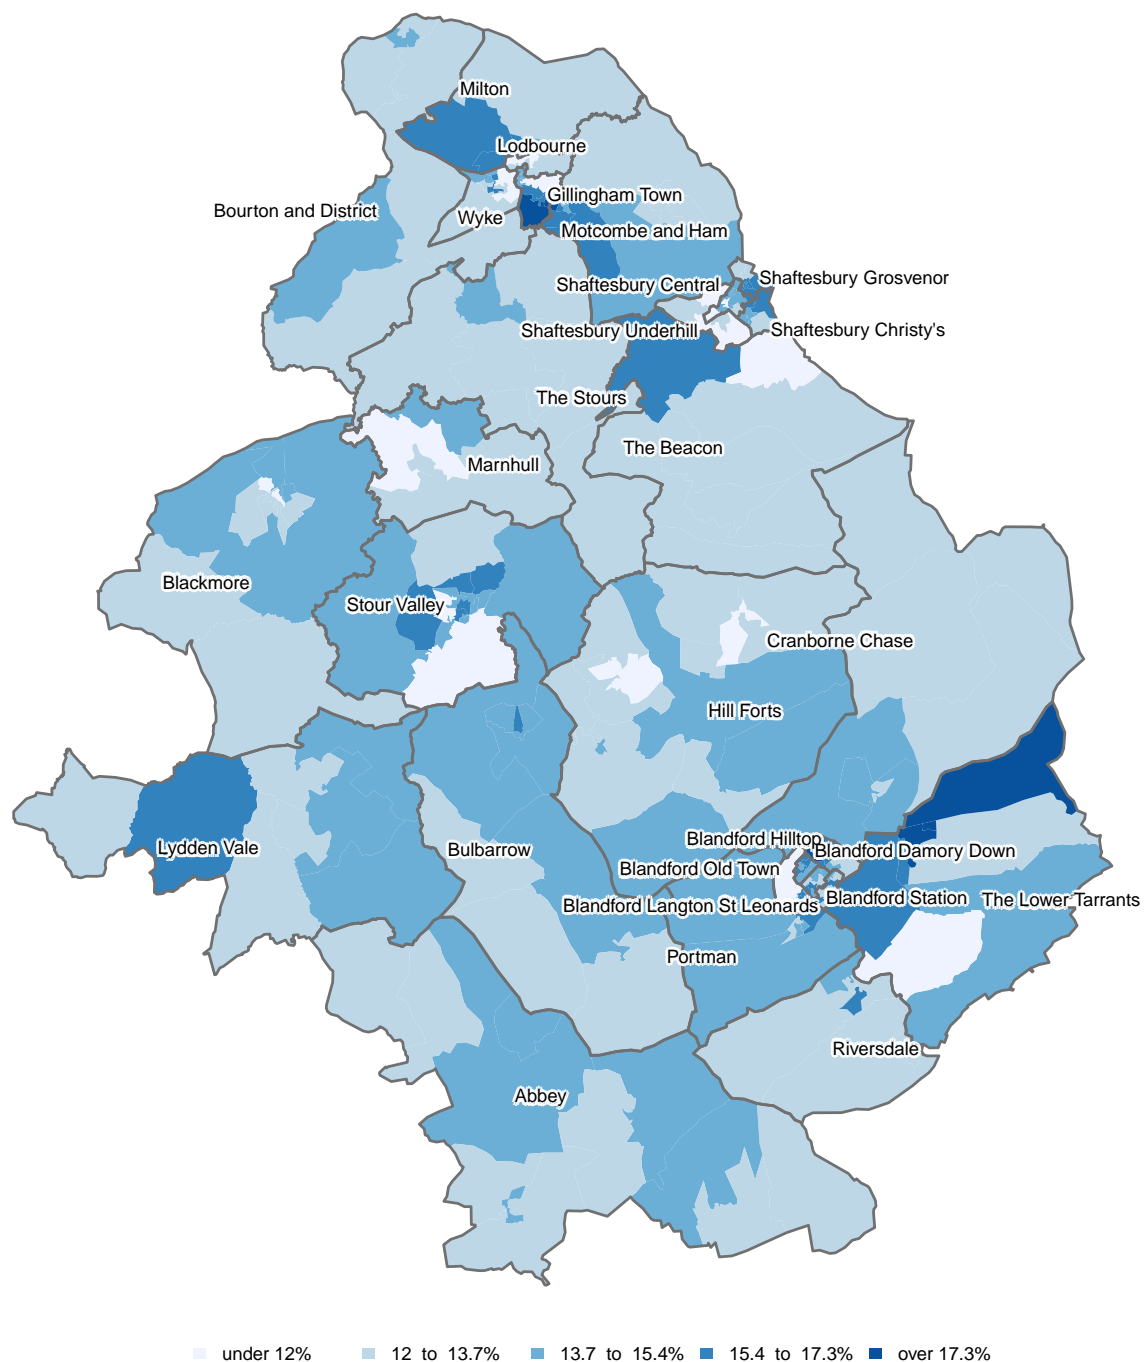 Milton
Lodbourne
Gillingham Town
Bourton and District
Wyke
Motcombe and Ham
Shaftesbury Grosvenor
Shaftesbury Central
Shaftesbury Underhill
Shaftesbury Christy's
The Stours
The Beacon
Marnhull
Blackmore
Stour Valley
Cranborne Chase
Hill Forts
Blandford Hilltop
Lydden Vale
Bulbarrow
Blandford Damory Down
Blandford Old Town
Blandford Langton St Leonards
Blandford Station
The Lower Tarrants
Portman
Riversdale
Abbey
under 12%
12 to 13.7%
13.7 to 15.4%
15.4 to 17.3%
over 17.3%